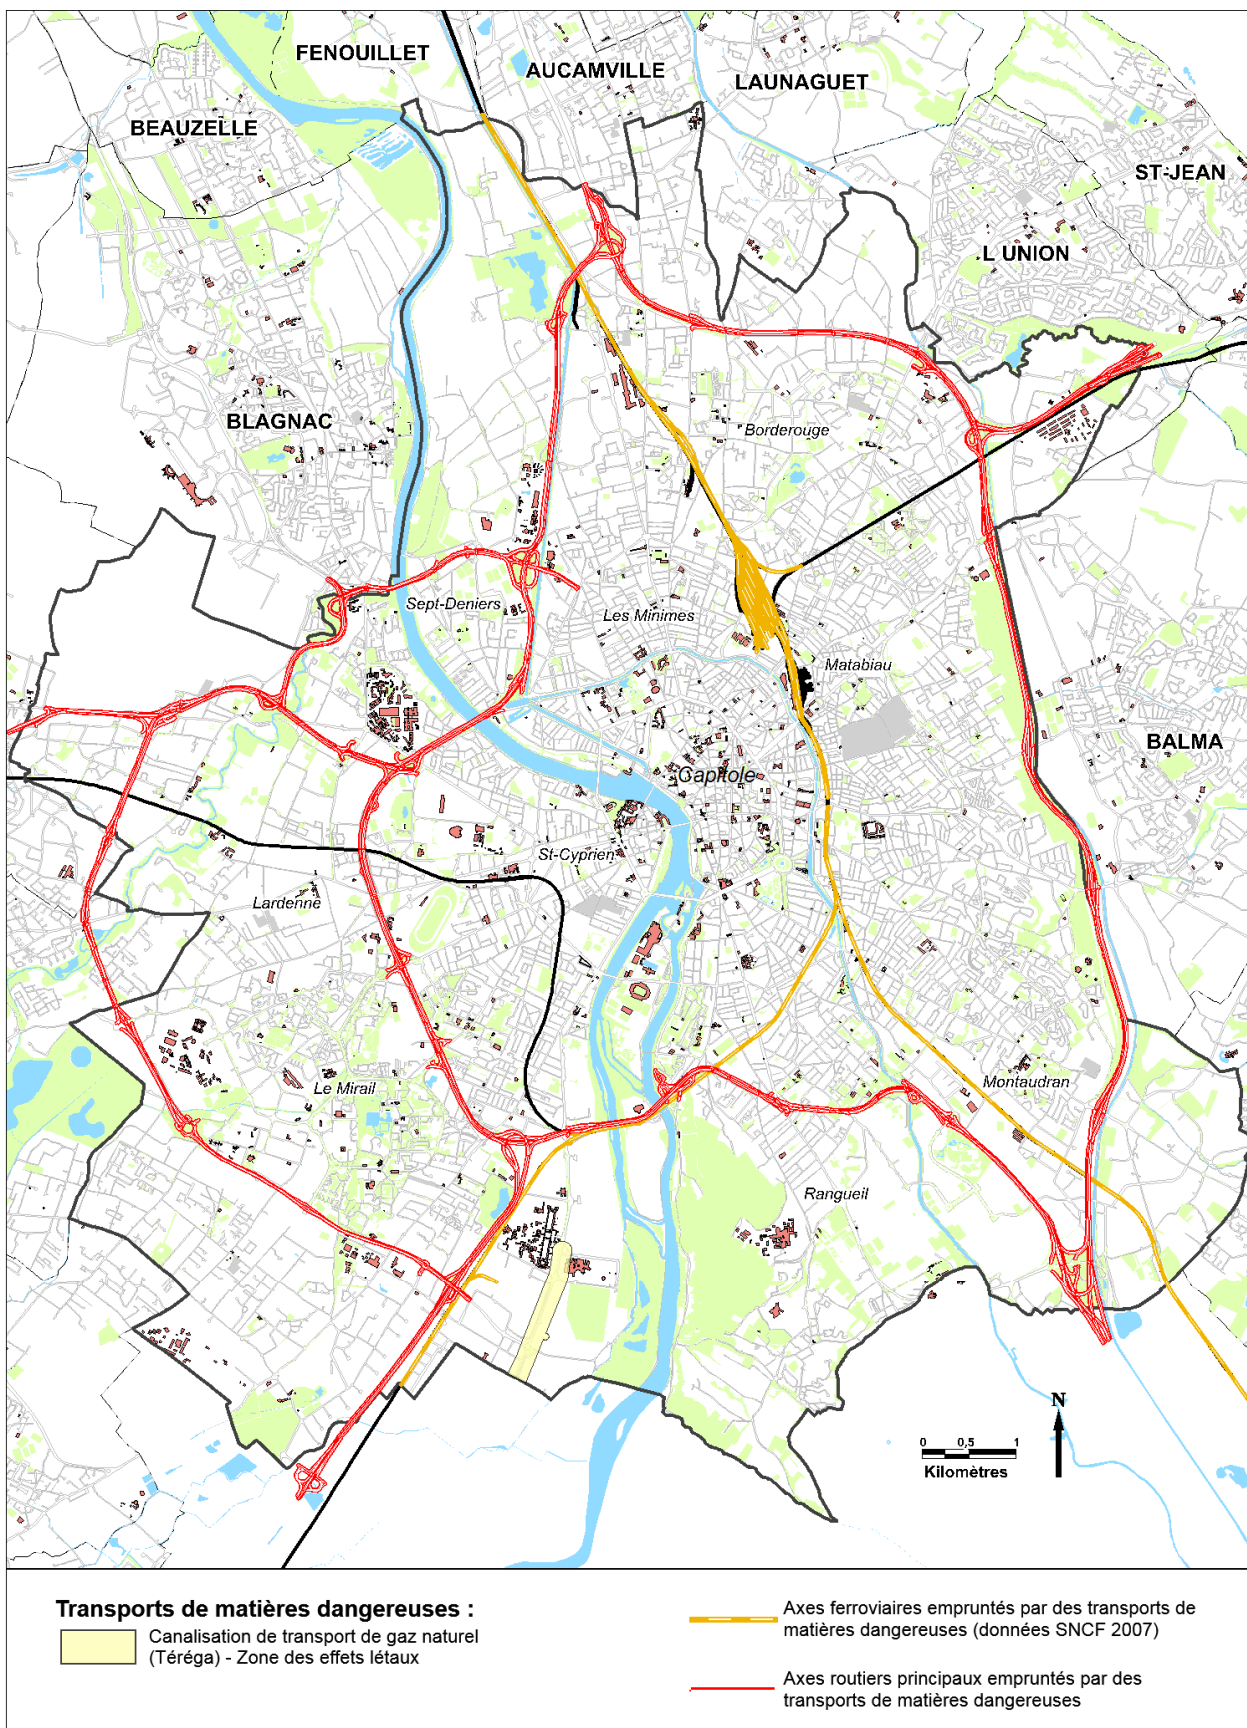 FENOUILLET
AUCAMVILLE
LAUNAGUET
BEAUZELLE
ST-JEAN
L UNION
BLAGNAC
Borderouge
Sept-Deniers
Les Minimes
Matabiau
BALMA
Capitole
St-Cyprien
Lardenne
Le Mirail
Montaudran
Rangueil
N
0 0,5 1
Kilomètres
Transports de matières dangereuses :
Canalisation de transport de gaz naturel
(Téréga) - Zone des effets létaux
Axes ferroviaires empruntés par des transports de
matières dangereuses (données SNCF 2007)
Axes routiers principaux empruntés par des
transports de matières dangereuses